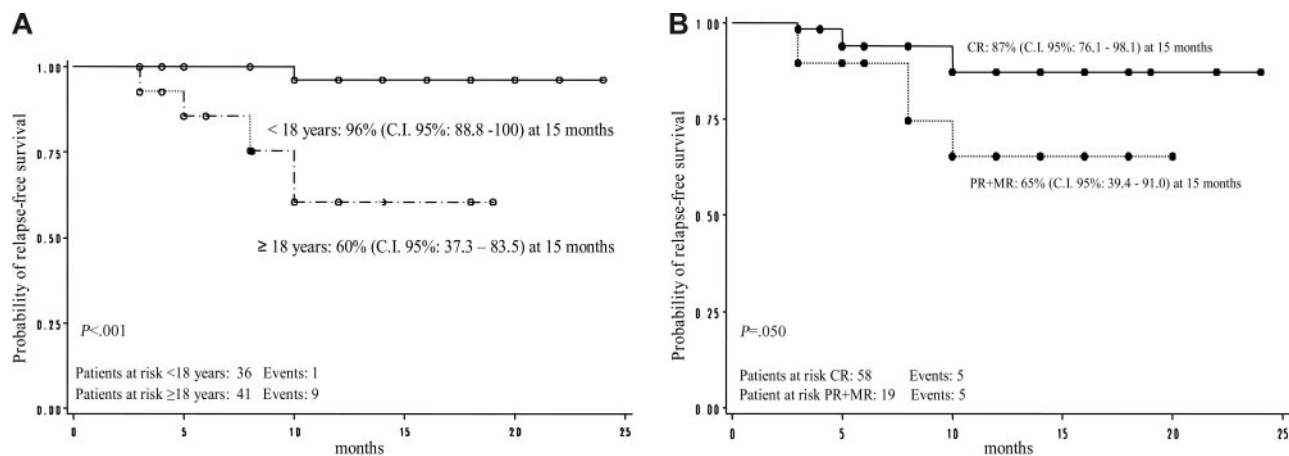 A
Probability of relapse-free survival
1.00
0.75
0.50
0.25
0.00
< 18 years: 96% (C.I. 95%: 88.8 -100) at 15 months
≥ 18 years: 60% (C.I. 95%: 37.3 – 83.5) at 15 months
P<.001
Patients at risk <18 years: 36 Events: 1
Patients at risk ≥18 years: 41 Events: 9
0 5 10 15 20 25
months
B
Probability of relapse-free survival
1.00
0.75
0.50
0.25
0.00
CR: 87% (C.I. 95%: 76.1 - 98.1) at 15 months
PR+MR: 65% (C.I. 95%: 39.4 - 91.0) at 15 months
P=.050
Patients at risk CR: 58 Events: 5
Patient at risk PR+MR: 19 Events: 5
0 5 10 15 20 25
months